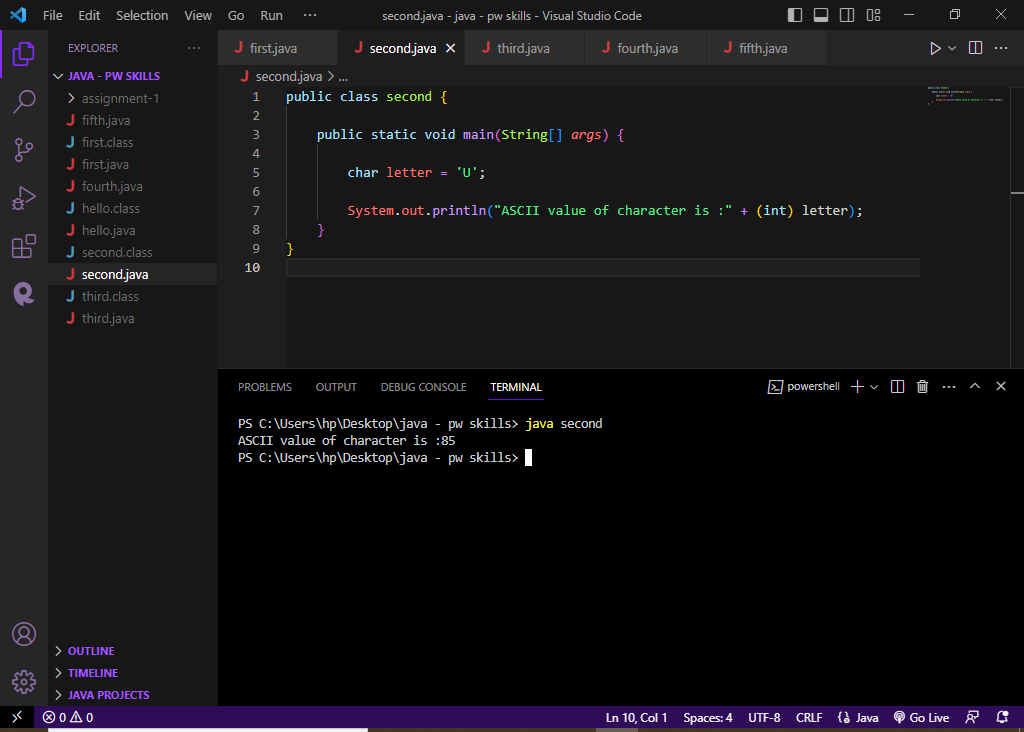 File Edit Selection View Go Run ··· second.java - java - pw skills - Visual Studio Code
EXPLORER ···
JAVA - PW SKILLS
assignment-1
J fifth.java
J first.class
J first.java
J fourth.java
J hello.class
J hello.java
J second.class
J second.java
J third.class
J third.java
OUTLINE
TIMELINE
JAVA PROJECTS
J first.java J second.java J third.java J fourth.java J fifth.java ···
J second.java > ...
1 public class second {
2
3 public static void main(String[] args) {
4
5 char letter = 'U';
6
7 System.out.println("ASCII value of character is :" + (int) letter);
8 }
9 }
10
PROBLEMS OUTPUT DEBUG CONSOLE TERMINAL powershell ···
PS C:\Users\hp\Desktop\java - pw skills> java second
ASCII value of character is :85
PS C:\Users\hp\Desktop\java - pw skills>
0 0 Ln 10, Col 1 Spaces: 4 UTF-8 CRLF Java Go Live